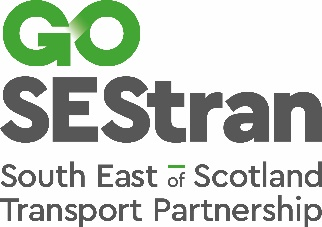 GO
SEStran
South East of Scotland
Transport Partnership